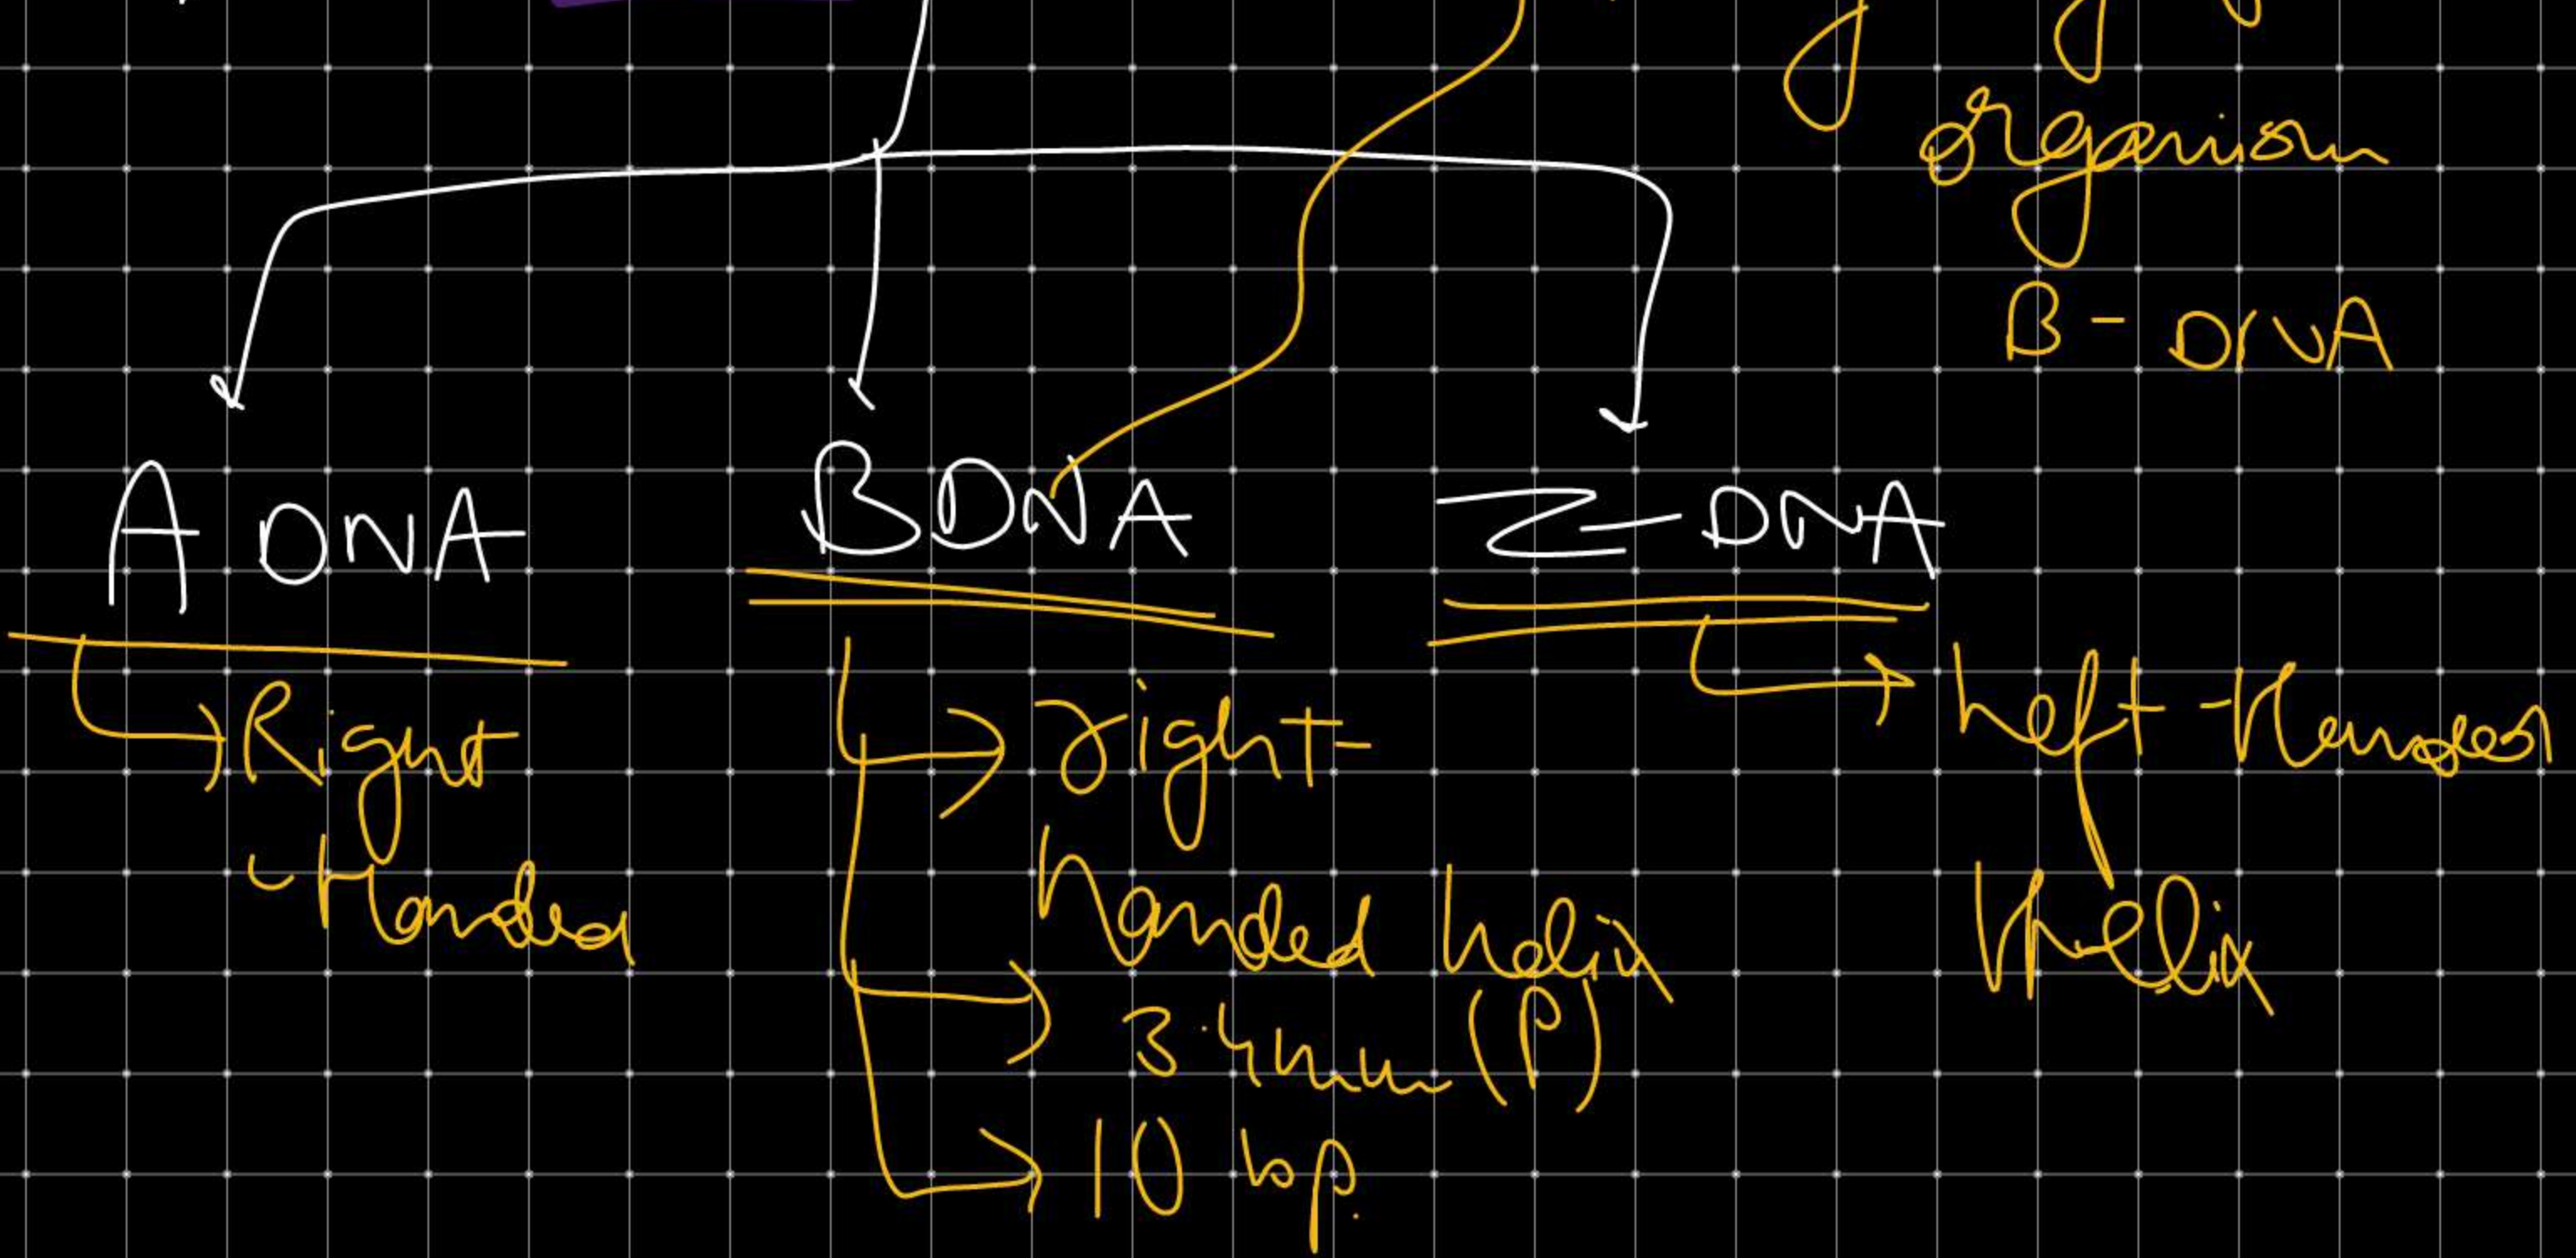 organism
B - DNA
A DNA
B DNA
Z-DNA
Right
- Handed
right-
handed helix
3.4nm (P)
10 bp.
Left-Handed
Helix